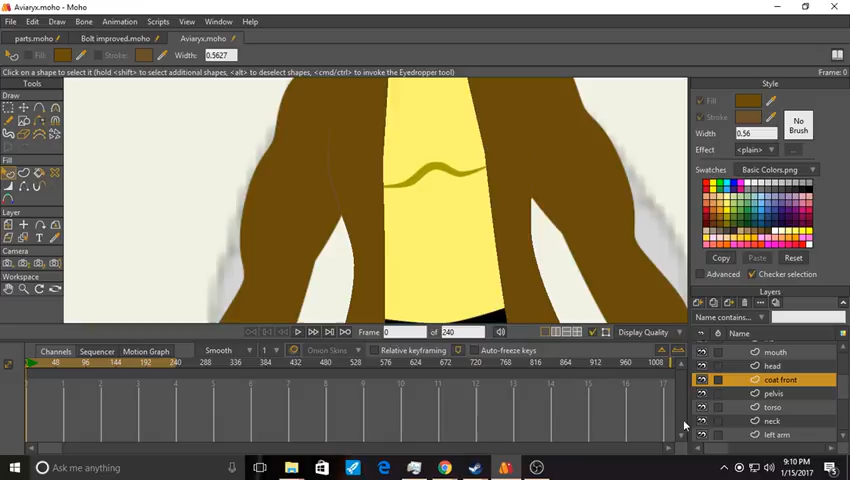 Aviaryx.moho - Moho
File Edit Draw Bone Animation Scripts View Window Help
parts.moho Bolt improved.moho Aviaryx.moho
Fill: Stroke: Width: 0.5627
Click on a shape to select it (hold <shift> to select additional shapes, <alt> to deselect shapes, <cmd/ctrl> to invoke the Eyedropper tool) Frame: 0
Tools
Draw
Fill
Layer
Camera
Workspace
Style
Fill
Stroke
No Brush
Width 0.56
Effect <plain> ...
Swatches Basic Colors.png
Copy Paste Reset
Advanced Checker selection
Layers
Name contains...
Name
mouth
head
coat front
pelvis
torso
neck
left arm
Frame 0 of 240 Display Quality
Channels Sequencer Motion Graph Smooth 1 Onion Skins Relative keyframing Auto-freeze keys
48 96 144 192 240 288 336 384 432 480 528 576 624 672 720 768 816 864 912 960 1008
1 2 3 4 5 6 7 8 9 10 11 12 13 14 15 16 17
Ask me anything
9:10 PM
1/15/2017